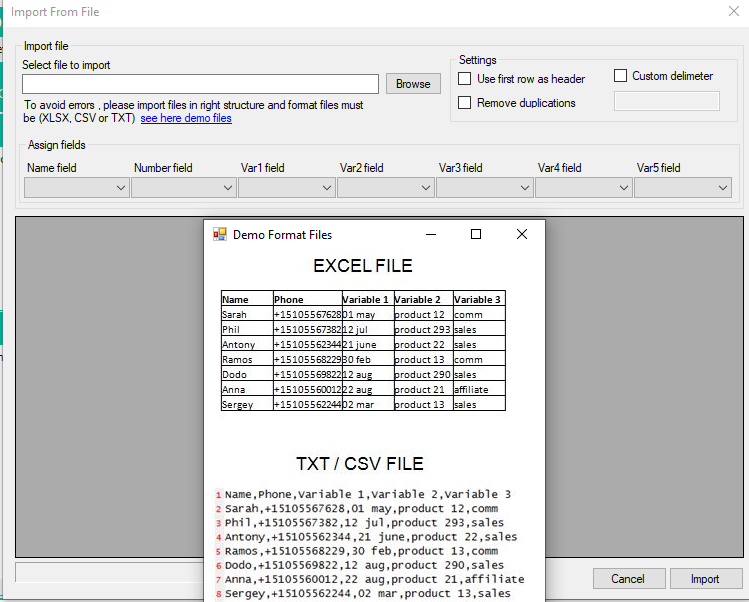 Import From File
Import file
Select file to import
Browse
To avoid errors , please import files in right structure and format files must
be (XLSX, CSV or TXT) see here demo files
Settings
Use first row as header
Custom delimeter
Remove duplications
Assign fields
Name field Number field Var1 field Var2 field Var3 field Var4 field Var5 field
Demo Format Files
EXCEL FILE
Name Phone Variable 1 Variable 2 Variable 3
Sarah +15105567628 01 may product 12 comm
Phil +15105567382 12 jul product 293 sales
Antony +15105562344 21 june product 22 sales
Ramos +15105568229 30 feb product 13 comm
Dodo +15105569822 12 aug product 290 sales
Anna +15105560012 22 aug product 21 affiliate
Sergey +15105562244 02 mar product 13 sales
TXT / CSV FILE
1 Name,Phone,Variable 1,Variable 2,Variable 3
2 Sarah,+15105567628,01 may,product 12,comm
3 Phil,+15105567382,12 jul,product 293,sales
4 Antony,+15105562344,21 june,product 22,sales
5 Ramos,+15105568229,30 feb,product 13,comm
6 Dodo,+15105569822,12 aug,product 290,sales
7 Anna,+15105560012,22 aug,product 21,affiliate
8 Sergey,+15105562244,02 mar,product 13,sales
Cancel
Import